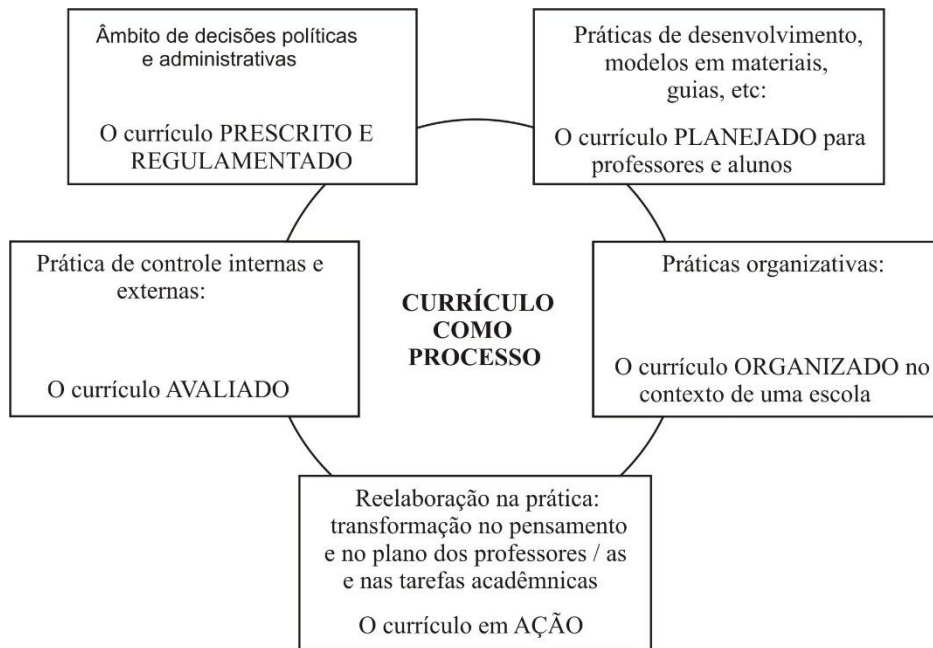 Âmbito de decisões políticas
e administrativas
O currículo PRESCRITO E
REGULAMENTADO
Práticas de desenvolvimento,
modelos em materiais,
guias, etc:
O currículo PLANEJADO para
professores e alunos
Prática de controle internas e
externas:
O currículo AVALIADO
CURRÍCULO
COMO
PROCESSO
Práticas organizativas:
O currículo ORGANIZADO no
contexto de uma escola
Reelaboração na prática:
transformação no pensamento
e no plano dos professores / as
e nas tarefas acadêmnicas
O currículo em AÇÃO